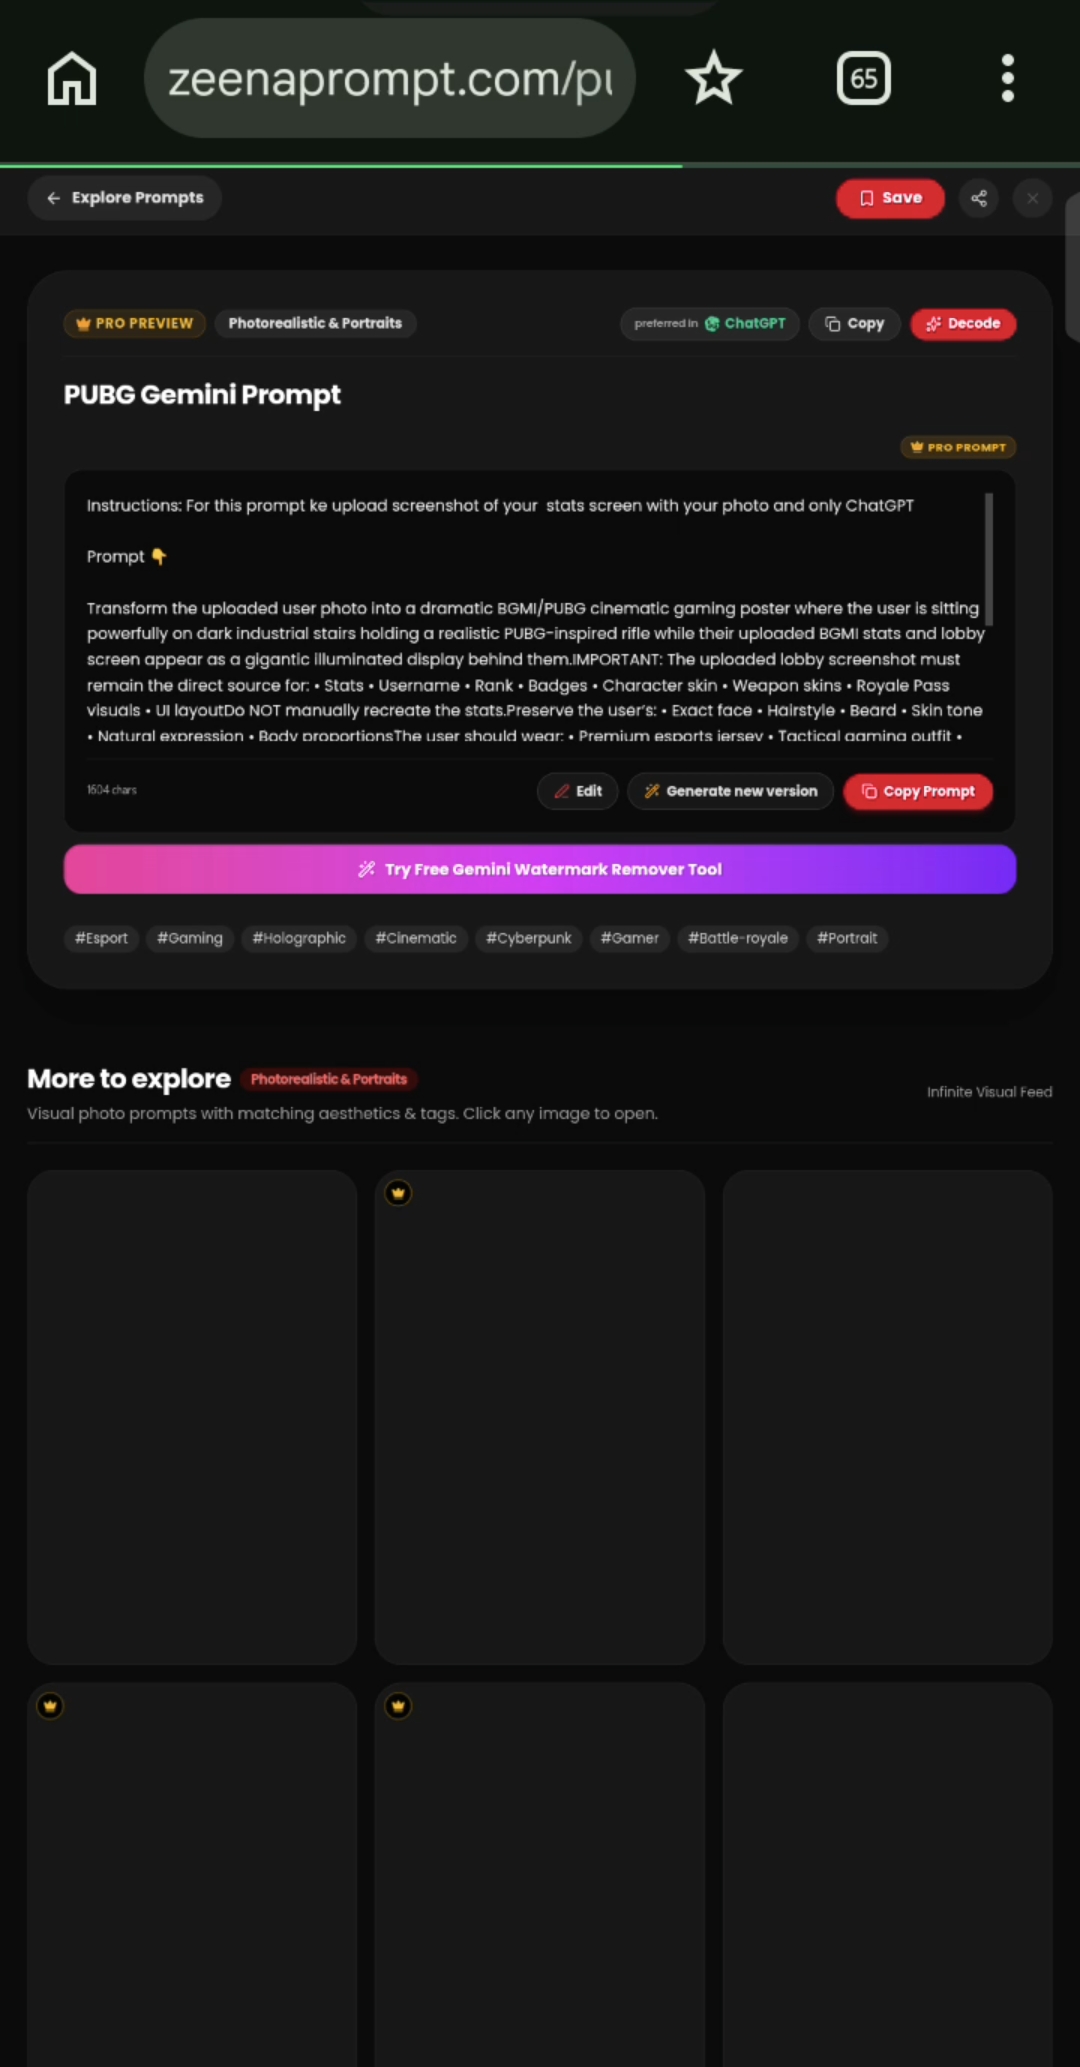 zeenaprompt.com/pu
65
Explore Prompts
Save
PRO PREVIEW
Photorealistic & Portraits
preferred in ChatGPT
Copy
Decode
PUBG Gemini Prompt
PRO PROMPT
Instructions: For this prompt ke upload screenshot of your  stats screen with your photo and only ChatGPT
Prompt 👇
Transform the uploaded user photo into a dramatic BGMI/PUBG cinematic gaming poster where the user is sitting
powerfully on dark industrial stairs holding a realistic PUBG-inspired rifle while their uploaded BGMI stats and lobby
screen appear as a gigantic illuminated display behind them.IMPORTANT: The uploaded lobby screenshot must
remain the direct source for: • Stats • Username • Rank • Badges • Character skin • Weapon skins • Royale Pass
visuals • UI layoutDo NOT manually recreate the stats.Preserve the user's: • Exact face • Hairstyle • Beard • Skin tone
• Natural expression • Body proportionsThe user should wear: • Premium esports jersey • Tactical gaming outfit •
1604 chars
Edit
Generate new version
Copy Prompt
Try Free Gemini Watermark Remover Tool
#Esport
#Gaming
#Holographic
#Cinematic
#Cyberpunk
#Gamer
#Battle-royale
#Portrait
More to explore
Photorealistic & Portraits
Visual photo prompts with matching aesthetics & tags. Click any image to open.
Infinite Visual Feed